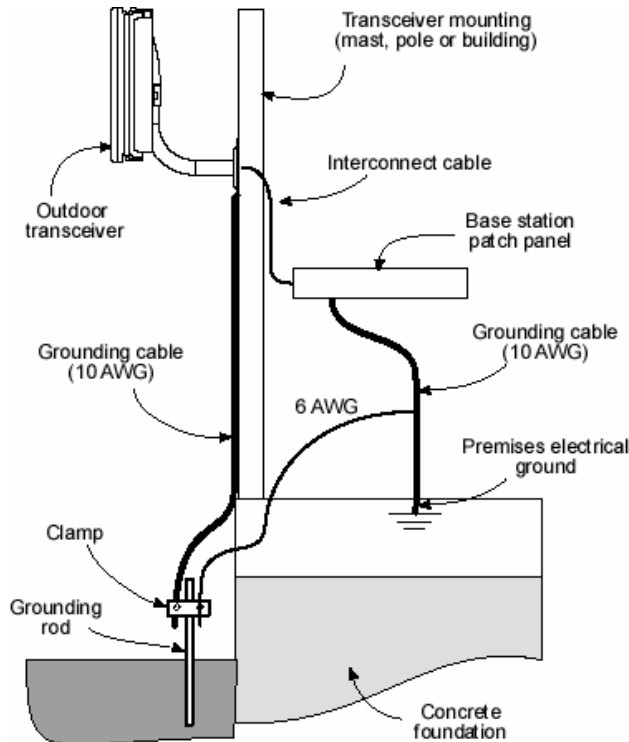 Transceiver mounting
(mast, pole or building)
Interconnect cable
Outdoor
transceiver
Base station
patch panel
Grounding cable
(10 AWG)
Grounding cable
(10 AWG)
6 AWG
Premises electrical
ground
Clamp
Grounding
rod
Concrete
foundation